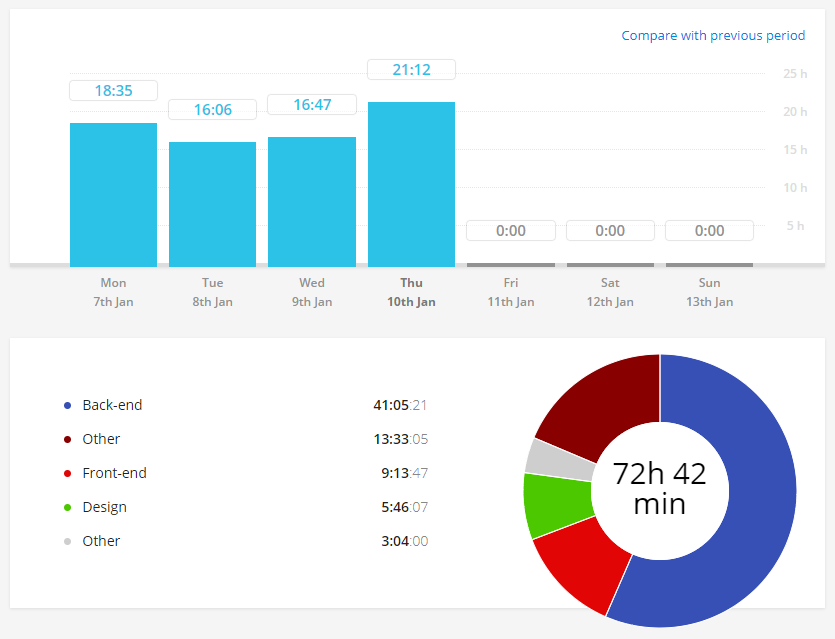 Compare with previous period
21:12
25 h
18:35
16:06
16:47
20 h
15 h
10 h
5 h
0:00
0:00
0:00
Mon
7th Jan
Tue
8th Jan
Wed
9th Jan
Thu
10th Jan
Fri
11th Jan
Sat
12th Jan
Sun
13th Jan
Back-end 41:05:21
Other 13:33:05
Front-end 9:13:47
Design 5:46:07
Other 3:04:00
72h 42
min